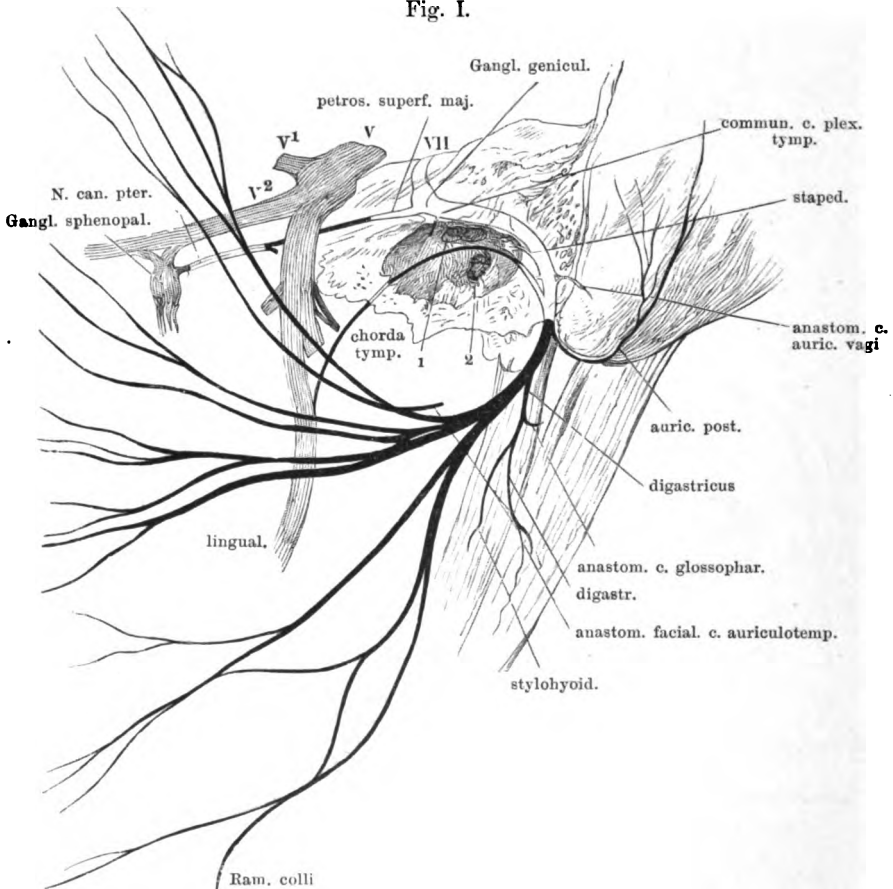 Fig. I.
Gangl. genicul.
petros. superf. maj.
commun. c. plex.
tymp.
V¹
V
VII
N. can. pter.
V²
staped.
Gangl. sphenopal.
anastom. c.
auric. vagi
chorda
tymp.
1
2
auric. post.
digastricus
lingual.
anastom. c. glossophar.
digastr.
anastom. facial. c. auriculotemp.
stylohyoid.
Ram. colli